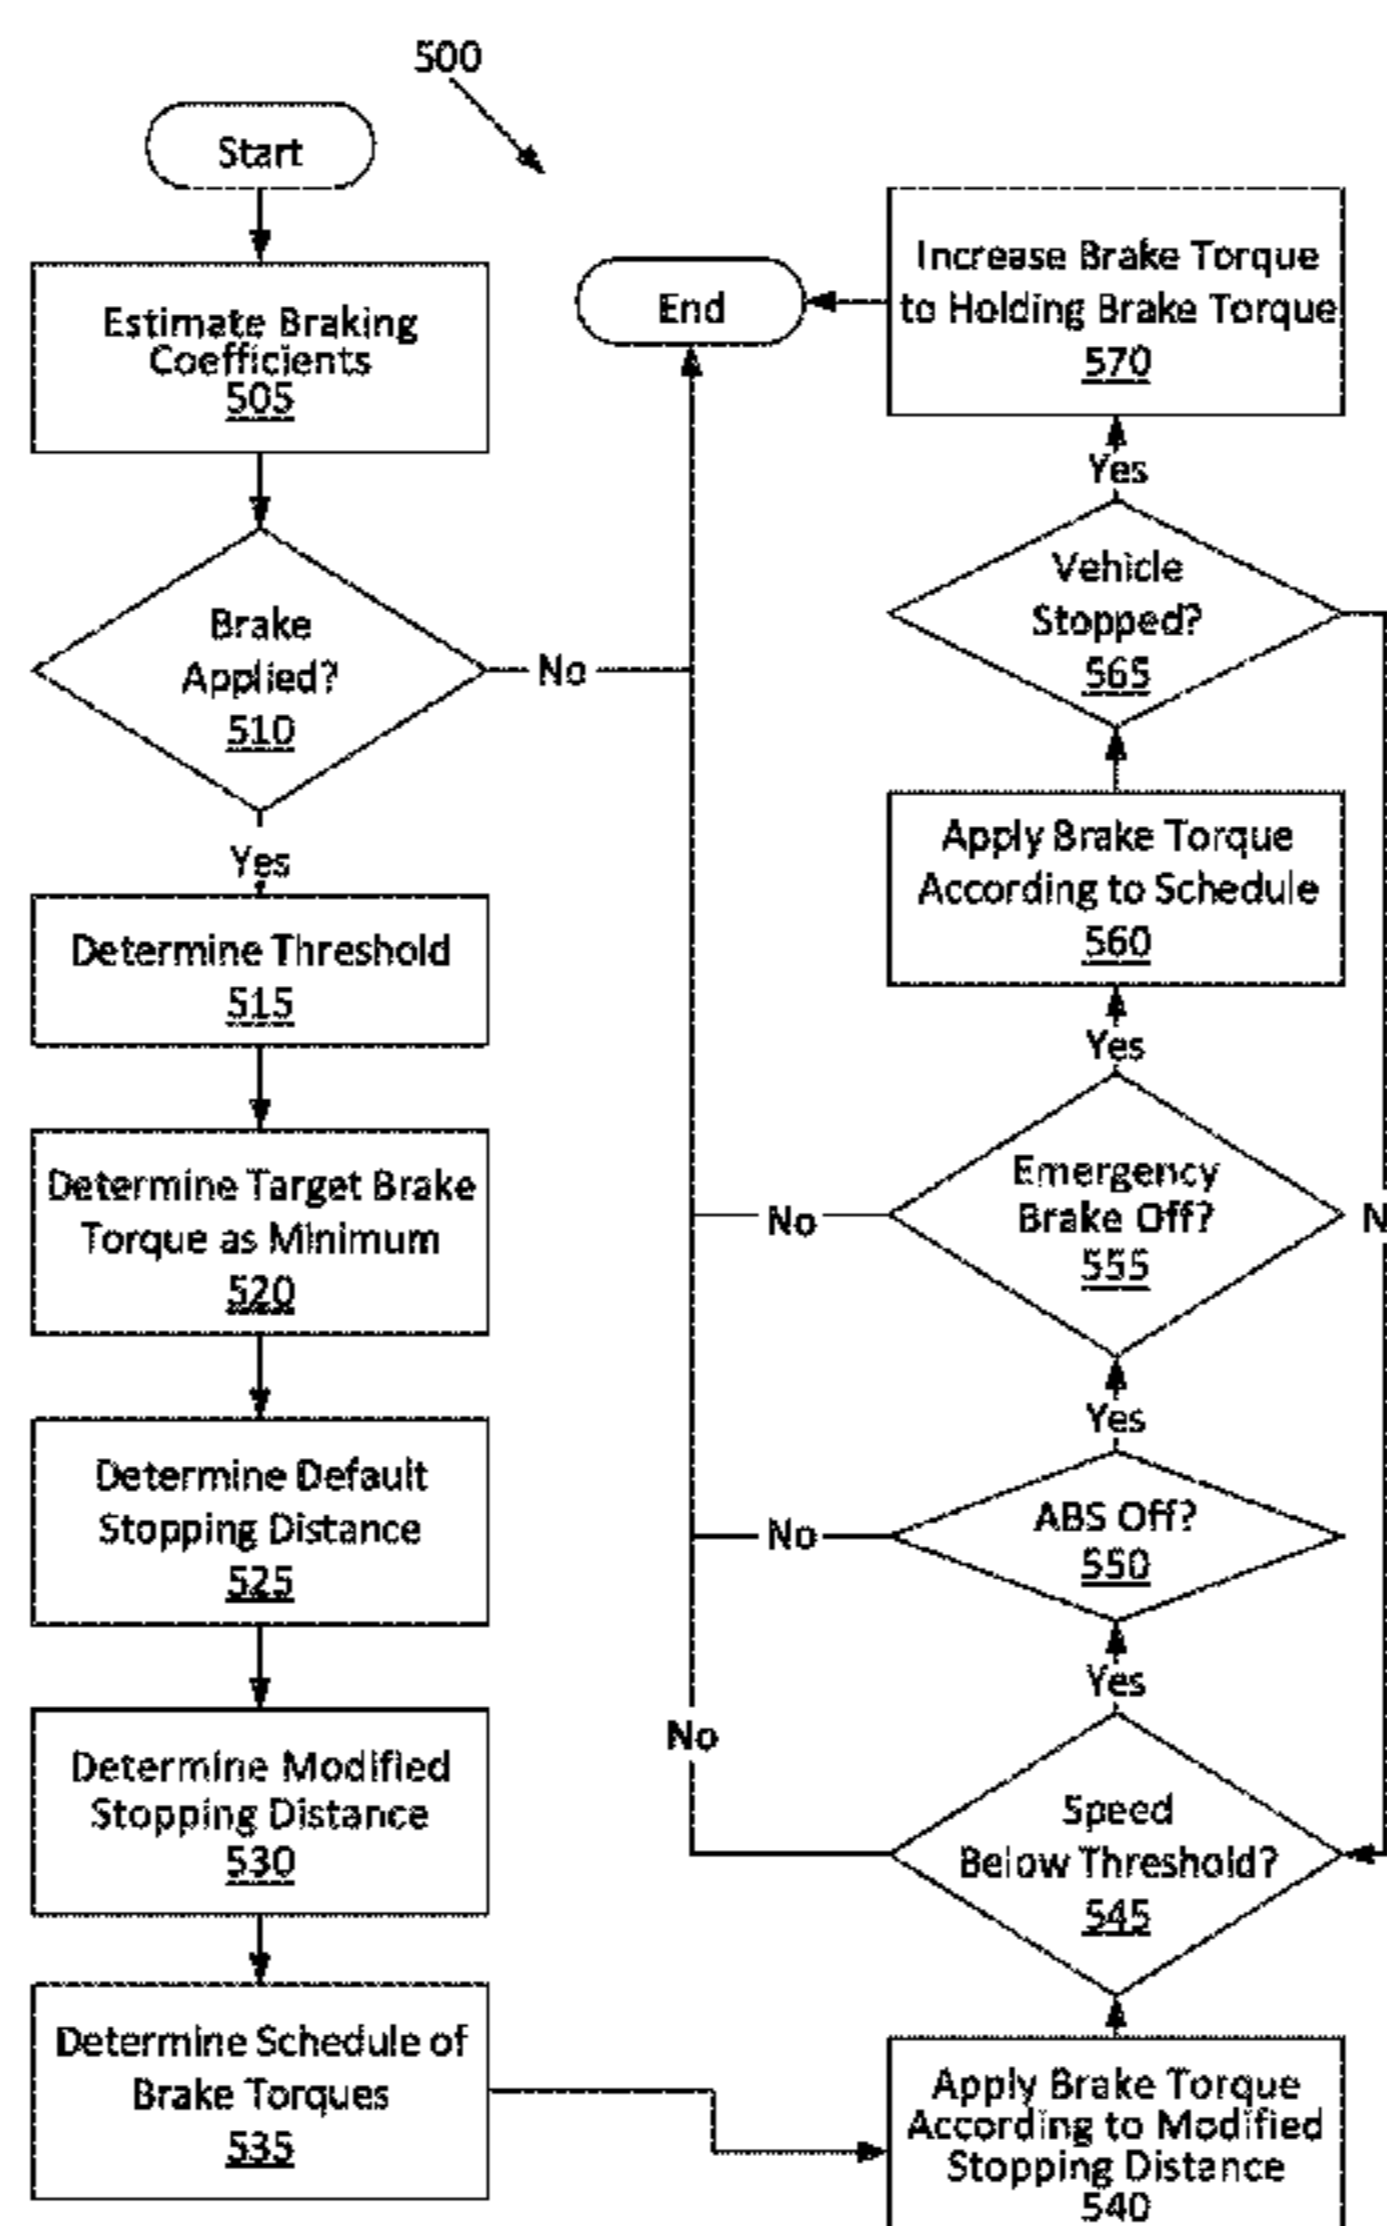 500
Start
Estimate Braking
Coefficients
505
Brake
Applied?
510
No
Yes
Determine Threshold
515
Determine Target Brake
Torque as Minimum
520
Determine Default
Stopping Distance
525
Determine Modified
Stopping Distance
530
Determine Schedule of
Brake Torques
535
Apply Brake Torque
According to Modified
Stopping Distance
540
Speed
Below Threshold?
545
No
Yes
ABS Off?
550
No
Yes
Emergency
Brake Off?
555
No
Yes
Apply Brake Torque
According to Schedule
560
Vehicle
Stopped?
565
N
Yes
Increase Brake Torque
to Holding Brake Torque
570
End